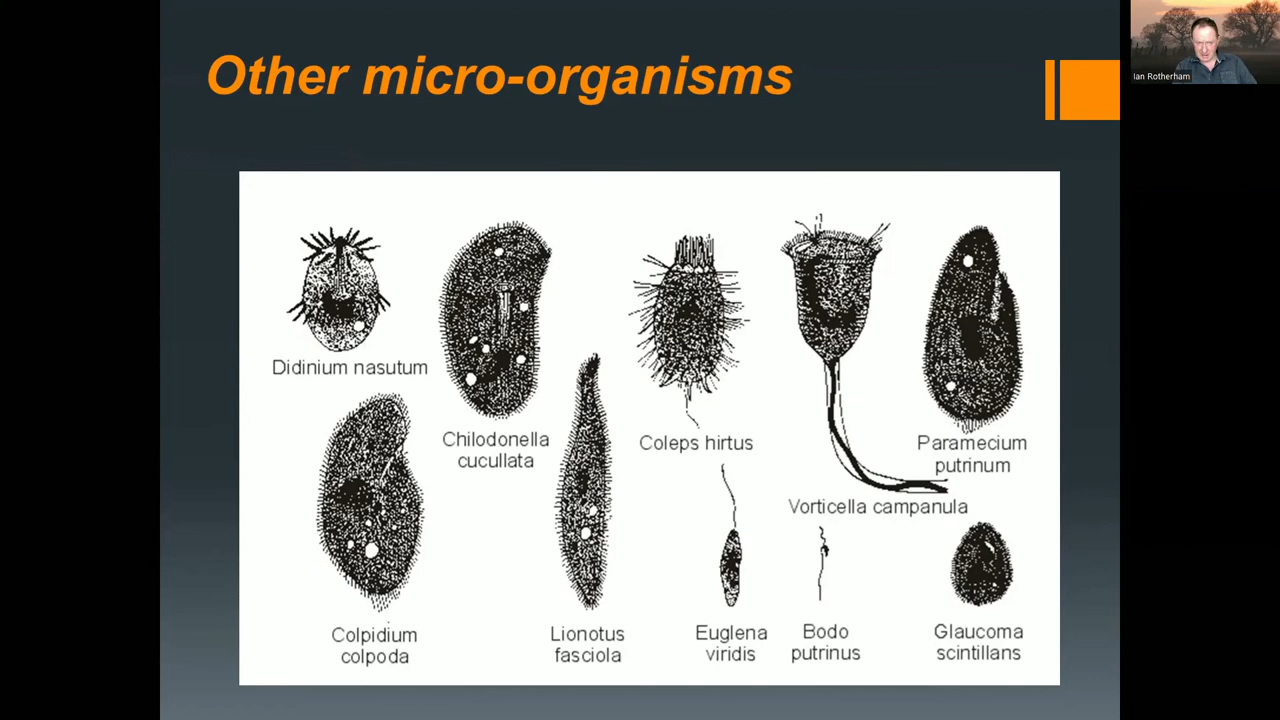 Other micro-organisms
Ian Rotherham
Didinium nasutum
Chilodonella
cucullata
Coleps hirtus
Paramecium
putrinum
Vorticella campanula
Colpidium
colpoda
Lionotus
fasciola
Euglena
viridis
Bodo
putrinus
Glaucoma
scintillans